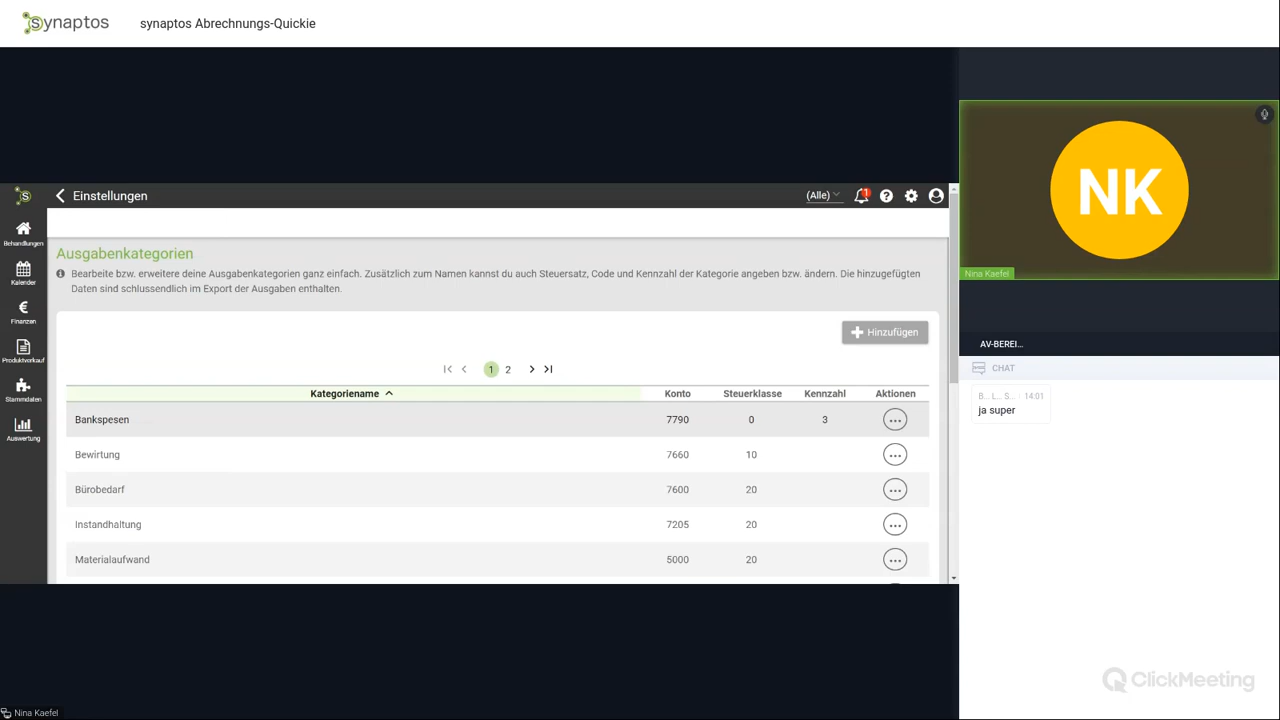 synaptos
synaptos Abrechnungs-Quickie
Einstellungen
(Alle)
1
Behandlungen
Kalender
Finanzen
Produktverkauf
Stammdaten
Auswertung
Ausgabenkategorien
Bearbeite bzw. erweitere deine Ausgabenkategorien ganz einfach. Zusätzlich zum Namen kannst du auch Steuersatz, Code und Kennzahl der Kategorie angeben bzw. ändern. Die hinzugefügten
Daten sind schlussendlich im Export der Ausgaben enthalten.
Hinzufügen
1 2
Kategoriename Konto Steuerklasse Kennzahl Aktionen
Bankspesen 7790 0 3
Bewirtung 7660 10
Bürobedarf 7600 20
Instandhaltung 7205 20
Materialaufwand 5000 20
NK
Nina Kaefel
AV-BEREI...
CHAT
B... L... S... · 14:01
ja super
ClickMeeting
Nina Kaefel